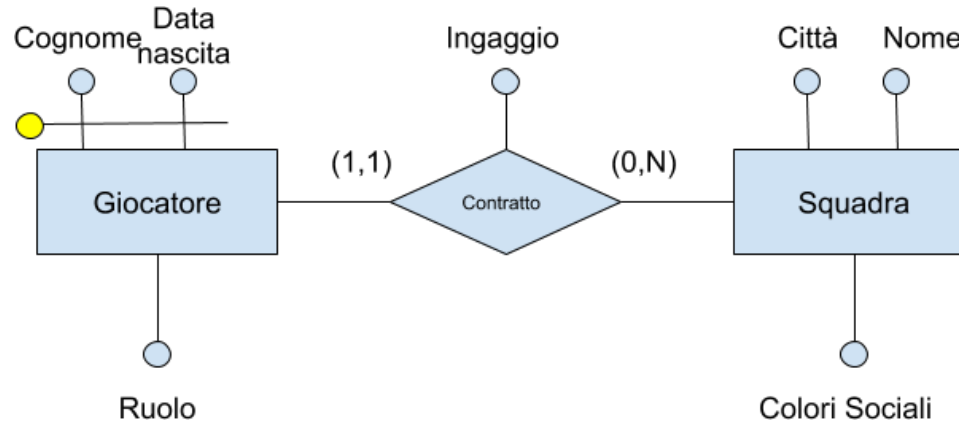 Cognome
Data
nascita
Ingaggio
Città
Nome
(1,1)
(0,N)
Giocatore
Contratto
Squadra
Ruolo
Colori Sociali